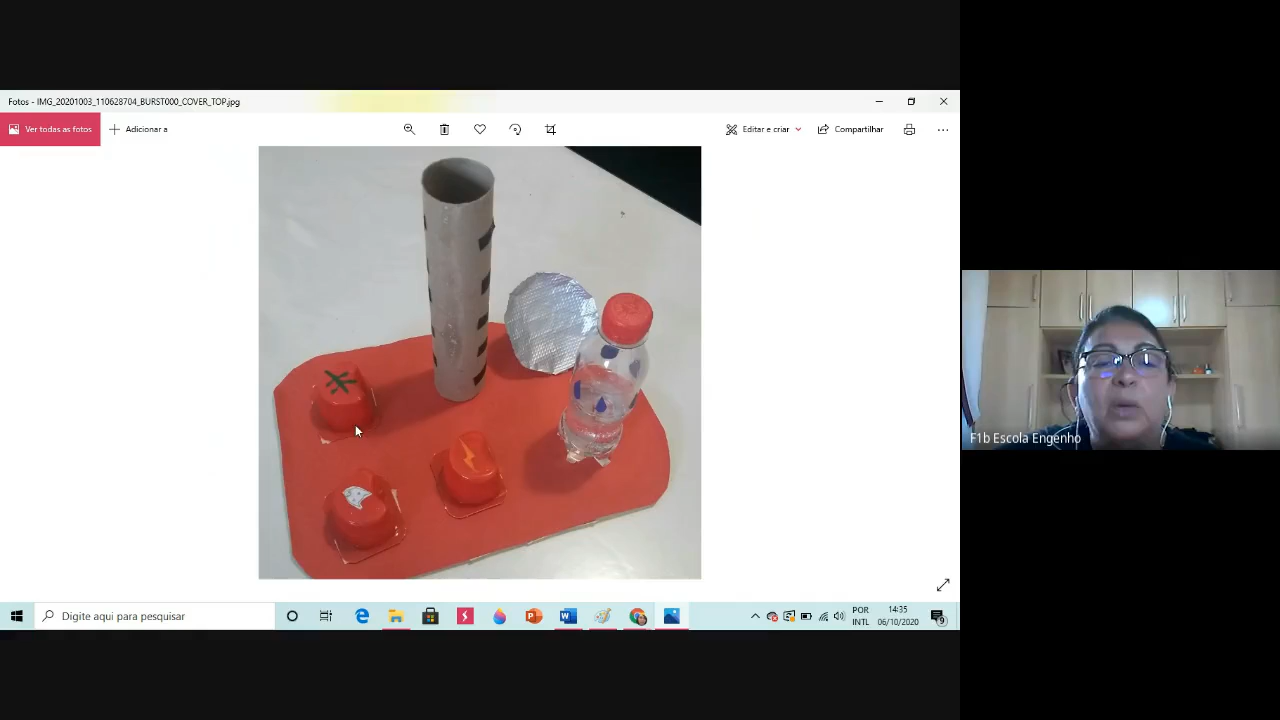 Fotos - IMG_20201003_110628704_BURST000_COVER_TOP.jpg
Ver todas as fotos
Adicionar a
Editar e criar
Compartilhar
F1b Escola Engenho
Digite aqui para pesquisar
POR
INTL
14:35
06/10/2020
9